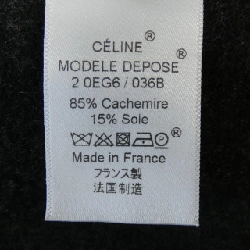 CÉLINE®
MODELE DEPOSE®
2 0EG6 / 036B
85% Cachemire
15% Soie
®
Made in France
フランス製
法国制造